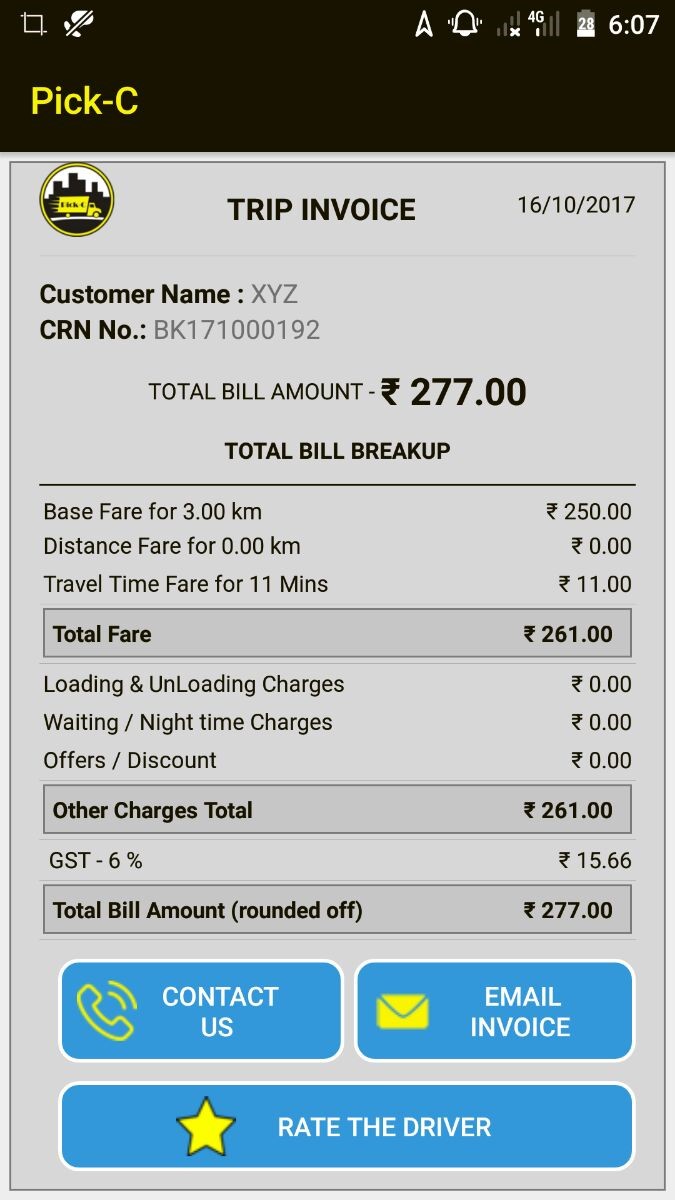 4G 28 6:07
Pick-C
Pick-C
TRIP INVOICE 16/10/2017
Customer Name : XYZ
CRN No.: BK171000192
TOTAL BILL AMOUNT - ₹ 277.00
TOTAL BILL BREAKUP
Base Fare for 3.00 km ₹ 250.00
Distance Fare for 0.00 km ₹ 0.00
Travel Time Fare for 11 Mins ₹ 11.00
Total Fare ₹ 261.00
Loading & UnLoading Charges ₹ 0.00
Waiting / Night time Charges ₹ 0.00
Offers / Discount ₹ 0.00
Other Charges Total ₹ 261.00
GST - 6 % ₹ 15.66
Total Bill Amount (rounded off) ₹ 277.00
CONTACT
US
EMAIL
INVOICE
RATE THE DRIVER